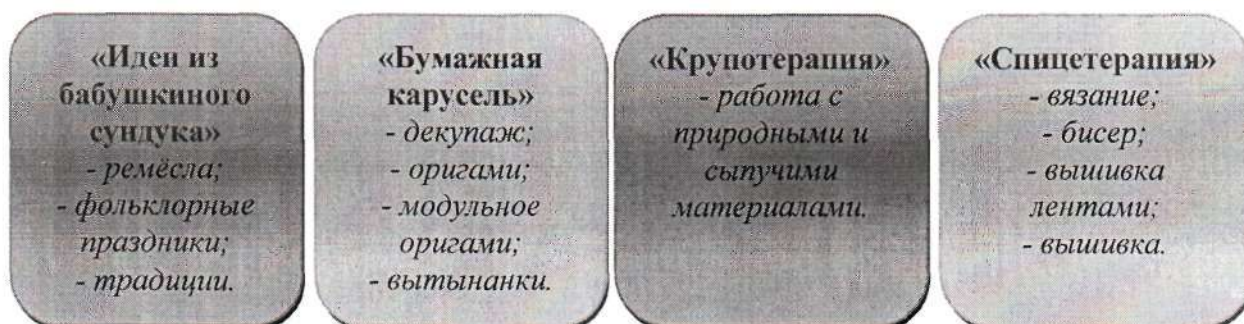 «Идеи из
бабушкиного
сундука»
- ремёсла;
- фольклорные
праздники;
- традиции.
«Бумажная
карусель»
- декупаж;
- оригами;
- модульное
оригами;
- вытынанки.
«Крупотерапия»
- работа с
природными и
сыпучими
материалами.
«Спицетерапия»
- вязание;
- бисер;
- вышивка
лентами;
- вышивка.